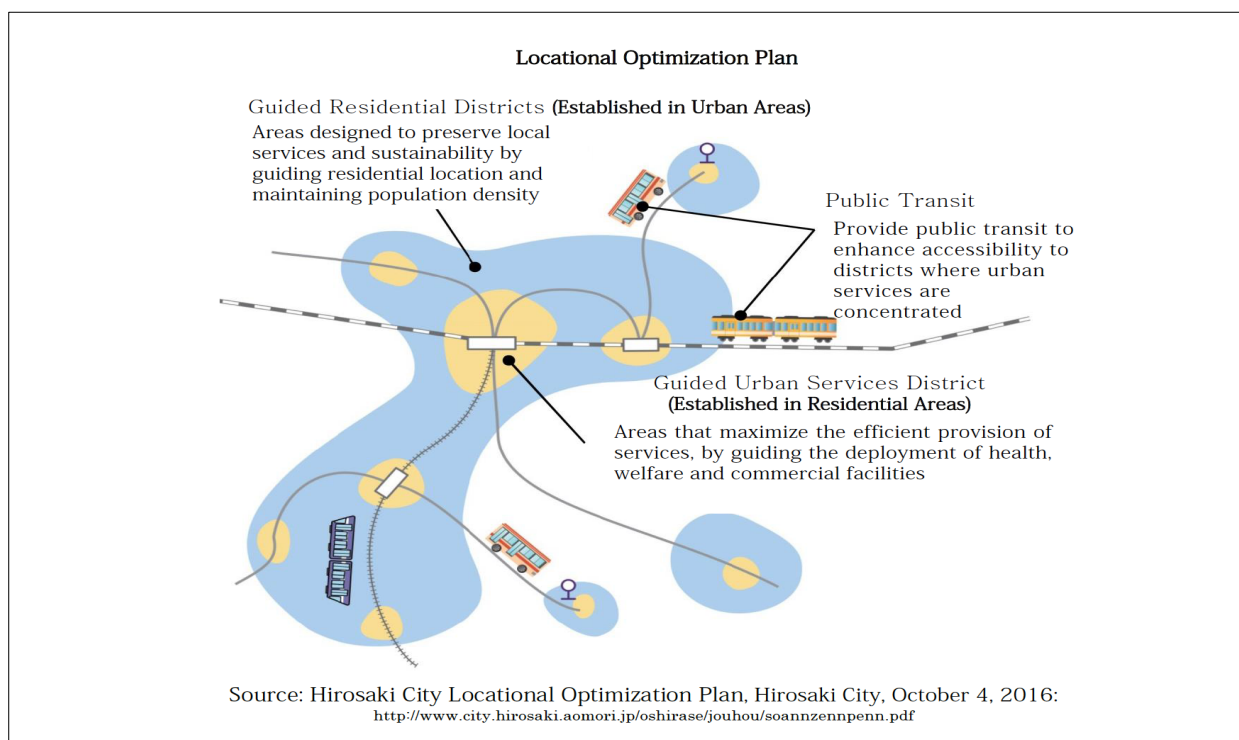 Locational Optimization Plan
Guided Residential Districts (Established in Urban Areas)
Areas designed to preserve local
services and sustainability by
guiding residential location and
maintaining population density
Public Transit
Provide public transit to
enhance accessibility to
districts where urban
services are
concentrated
Guided Urban Services District
(Established in Residential Areas)
Areas that maximize the efficient provision of
services, by guiding the deployment of health,
welfare and commercial facilities
Source: Hirosaki City Locational Optimization Plan, Hirosaki City, October 4, 2016:
http://www.city.hirosaki.aomori.jp/oshirase/jouhou/soannzennpenn.pdf